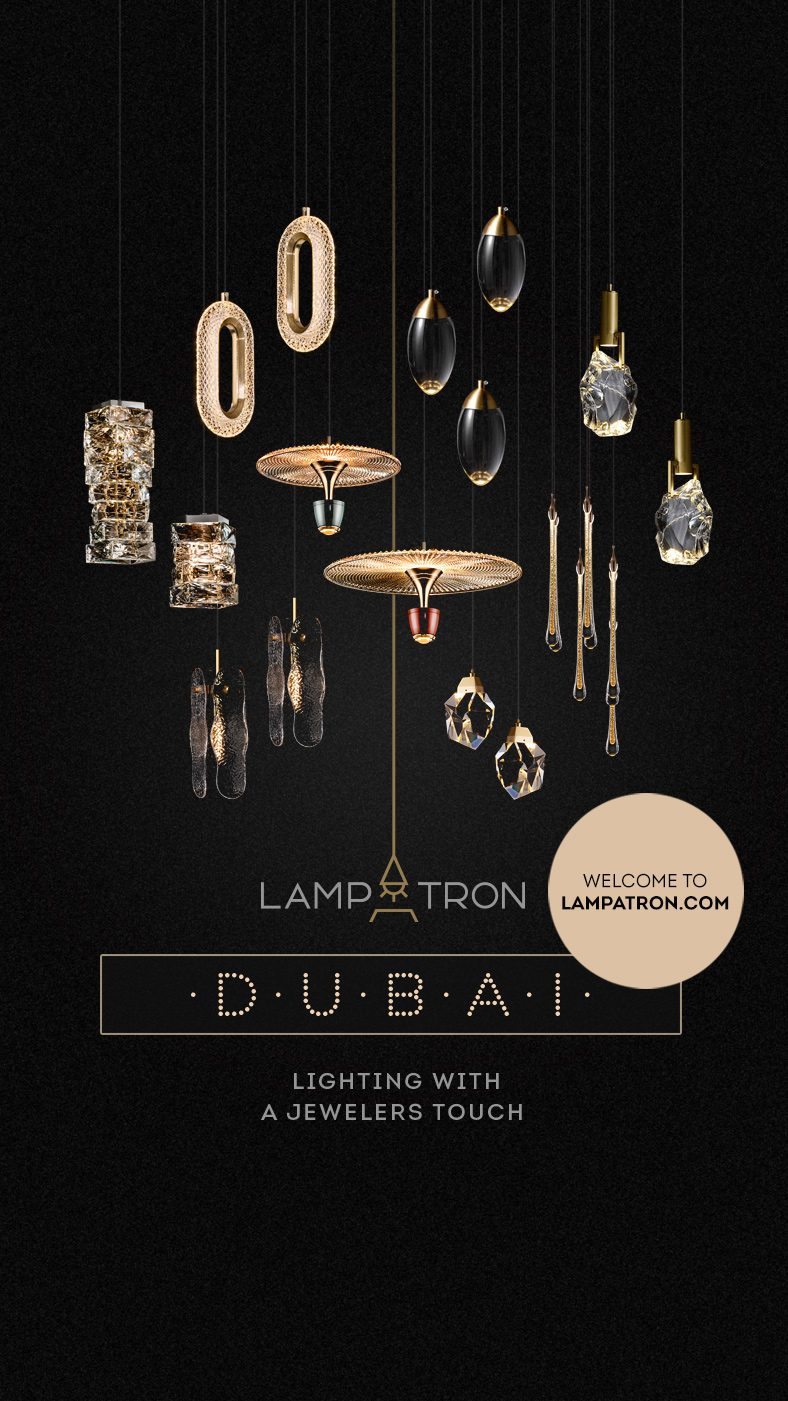 LAMPATRON
WELCOME TO
LAMPATRON.COM
·D·U·B·A·I·
LIGHTING WITH
A JEWELERS TOUCH